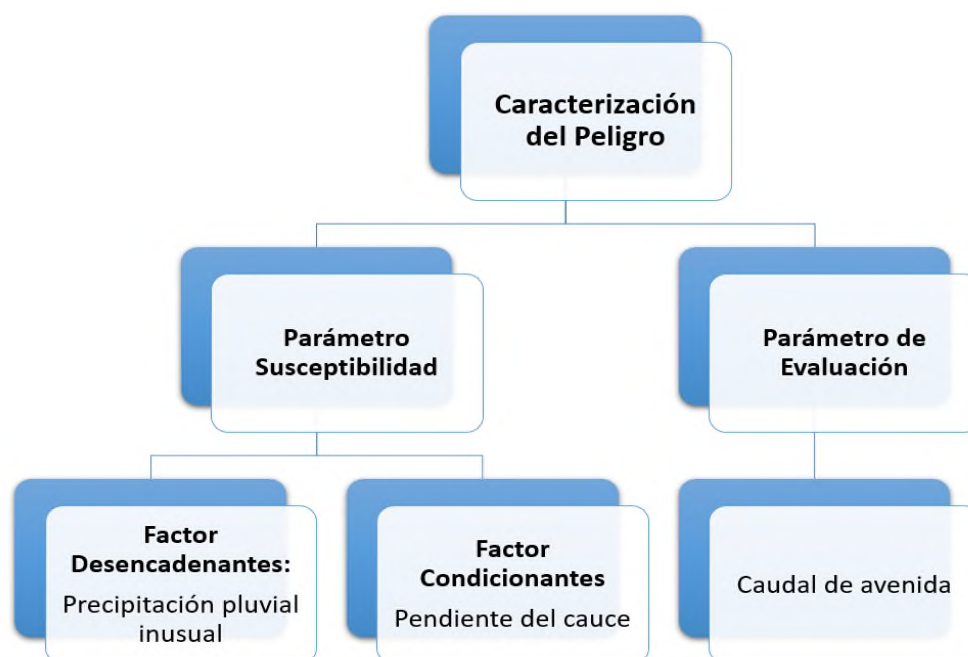 Caracterización
del Peligro
Parámetro
Susceptibilidad
Parámetro de
Evaluación
Factor
Desencadenantes:
Precipitación pluvial
inusual
Factor
Condicionantes
Pendiente del cauce
Caudal de avenida